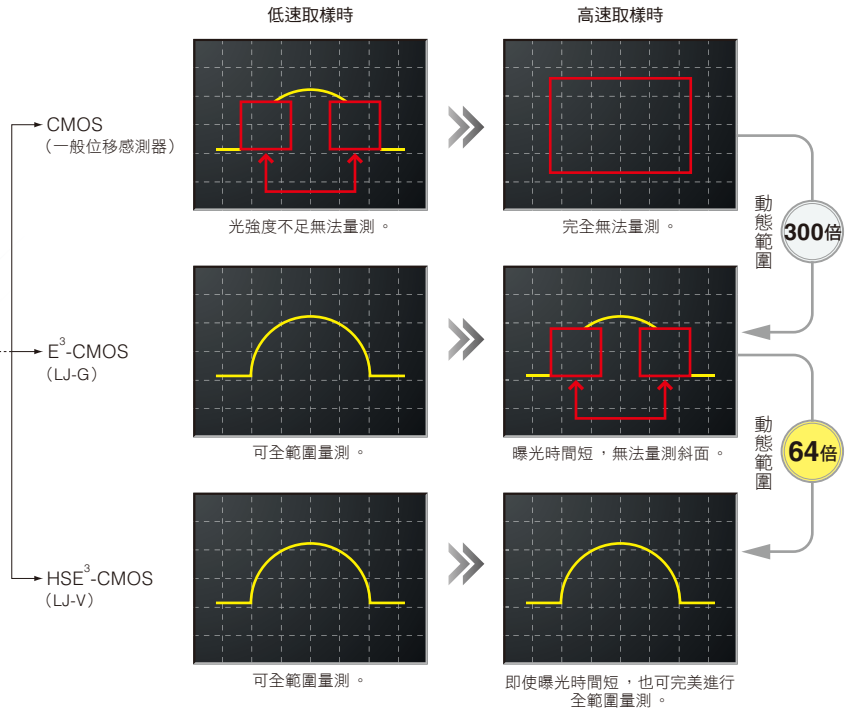 低速取樣時
高速取樣時
CMOS
（一般位移感測器）
光強度不足無法量測。
完全無法量測。
動態範圍
300倍
E³-CMOS
（LJ-G）
可全範圍量測。
曝光時間短，無法量測斜面。
動態範圍
64倍
HSE³-CMOS
（LJ-V）
可全範圍量測。
即使曝光時間短，也可完美進行
全範圍量測。